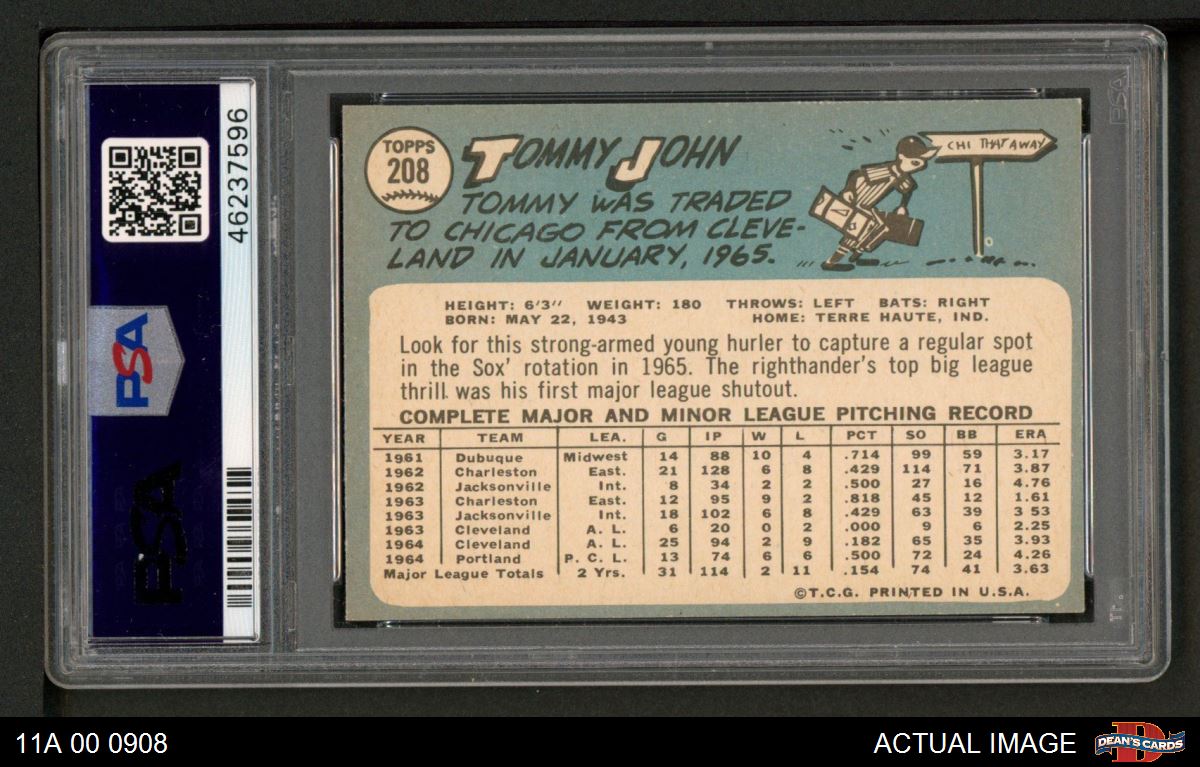 46237596
PSA
PSA
TOPPS
208
TOMMY JOHN
TOMMY WAS TRADED
TO CHICAGO FROM CLEVE-
LAND IN JANUARY, 1965.
CHI THAT AWAY
HEIGHT: 6'3" WEIGHT: 180 THROWS: LEFT BATS: RIGHT
BORN: MAY 22, 1943 HOME: TERRE HAUTE, IND.
Look for this strong-armed young hurler to capture a regular spot
in the Sox' rotation in 1965. The righthander's top big league
thrill was his first major league shutout.
COMPLETE MAJOR AND MINOR LEAGUE PITCHING RECORD
YEAR TEAM LEA. G IP W L PCT SO BB ERA
1961 Dubuque Midwest 14 88 10 4 .714 99 59 3.17
1962 Charleston East. 21 128 6 8 .429 114 71 3.87
1962 Jacksonville Int. 8 34 2 2 .500 27 16 4.76
1963 Charleston East. 12 95 9 2 .818 45 12 1.61
1963 Jacksonville Int. 18 102 6 8 .429 63 39 3 53
1963 Cleveland A. L. 6 20 0 2 .000 9 6 2.25
1964 Cleveland A. L. 25 94 2 9 .182 65 35 3.93
1964 Portland P. C. L. 13 74 6 6 .500 72 24 4.26
Major League Totals 2 Yrs. 31 114 2 11 .154 74 41 3.63
©T.C.G. PRINTED IN U.S.A.
11A 00 0908
ACTUAL IMAGE
DEAN'S CARDS